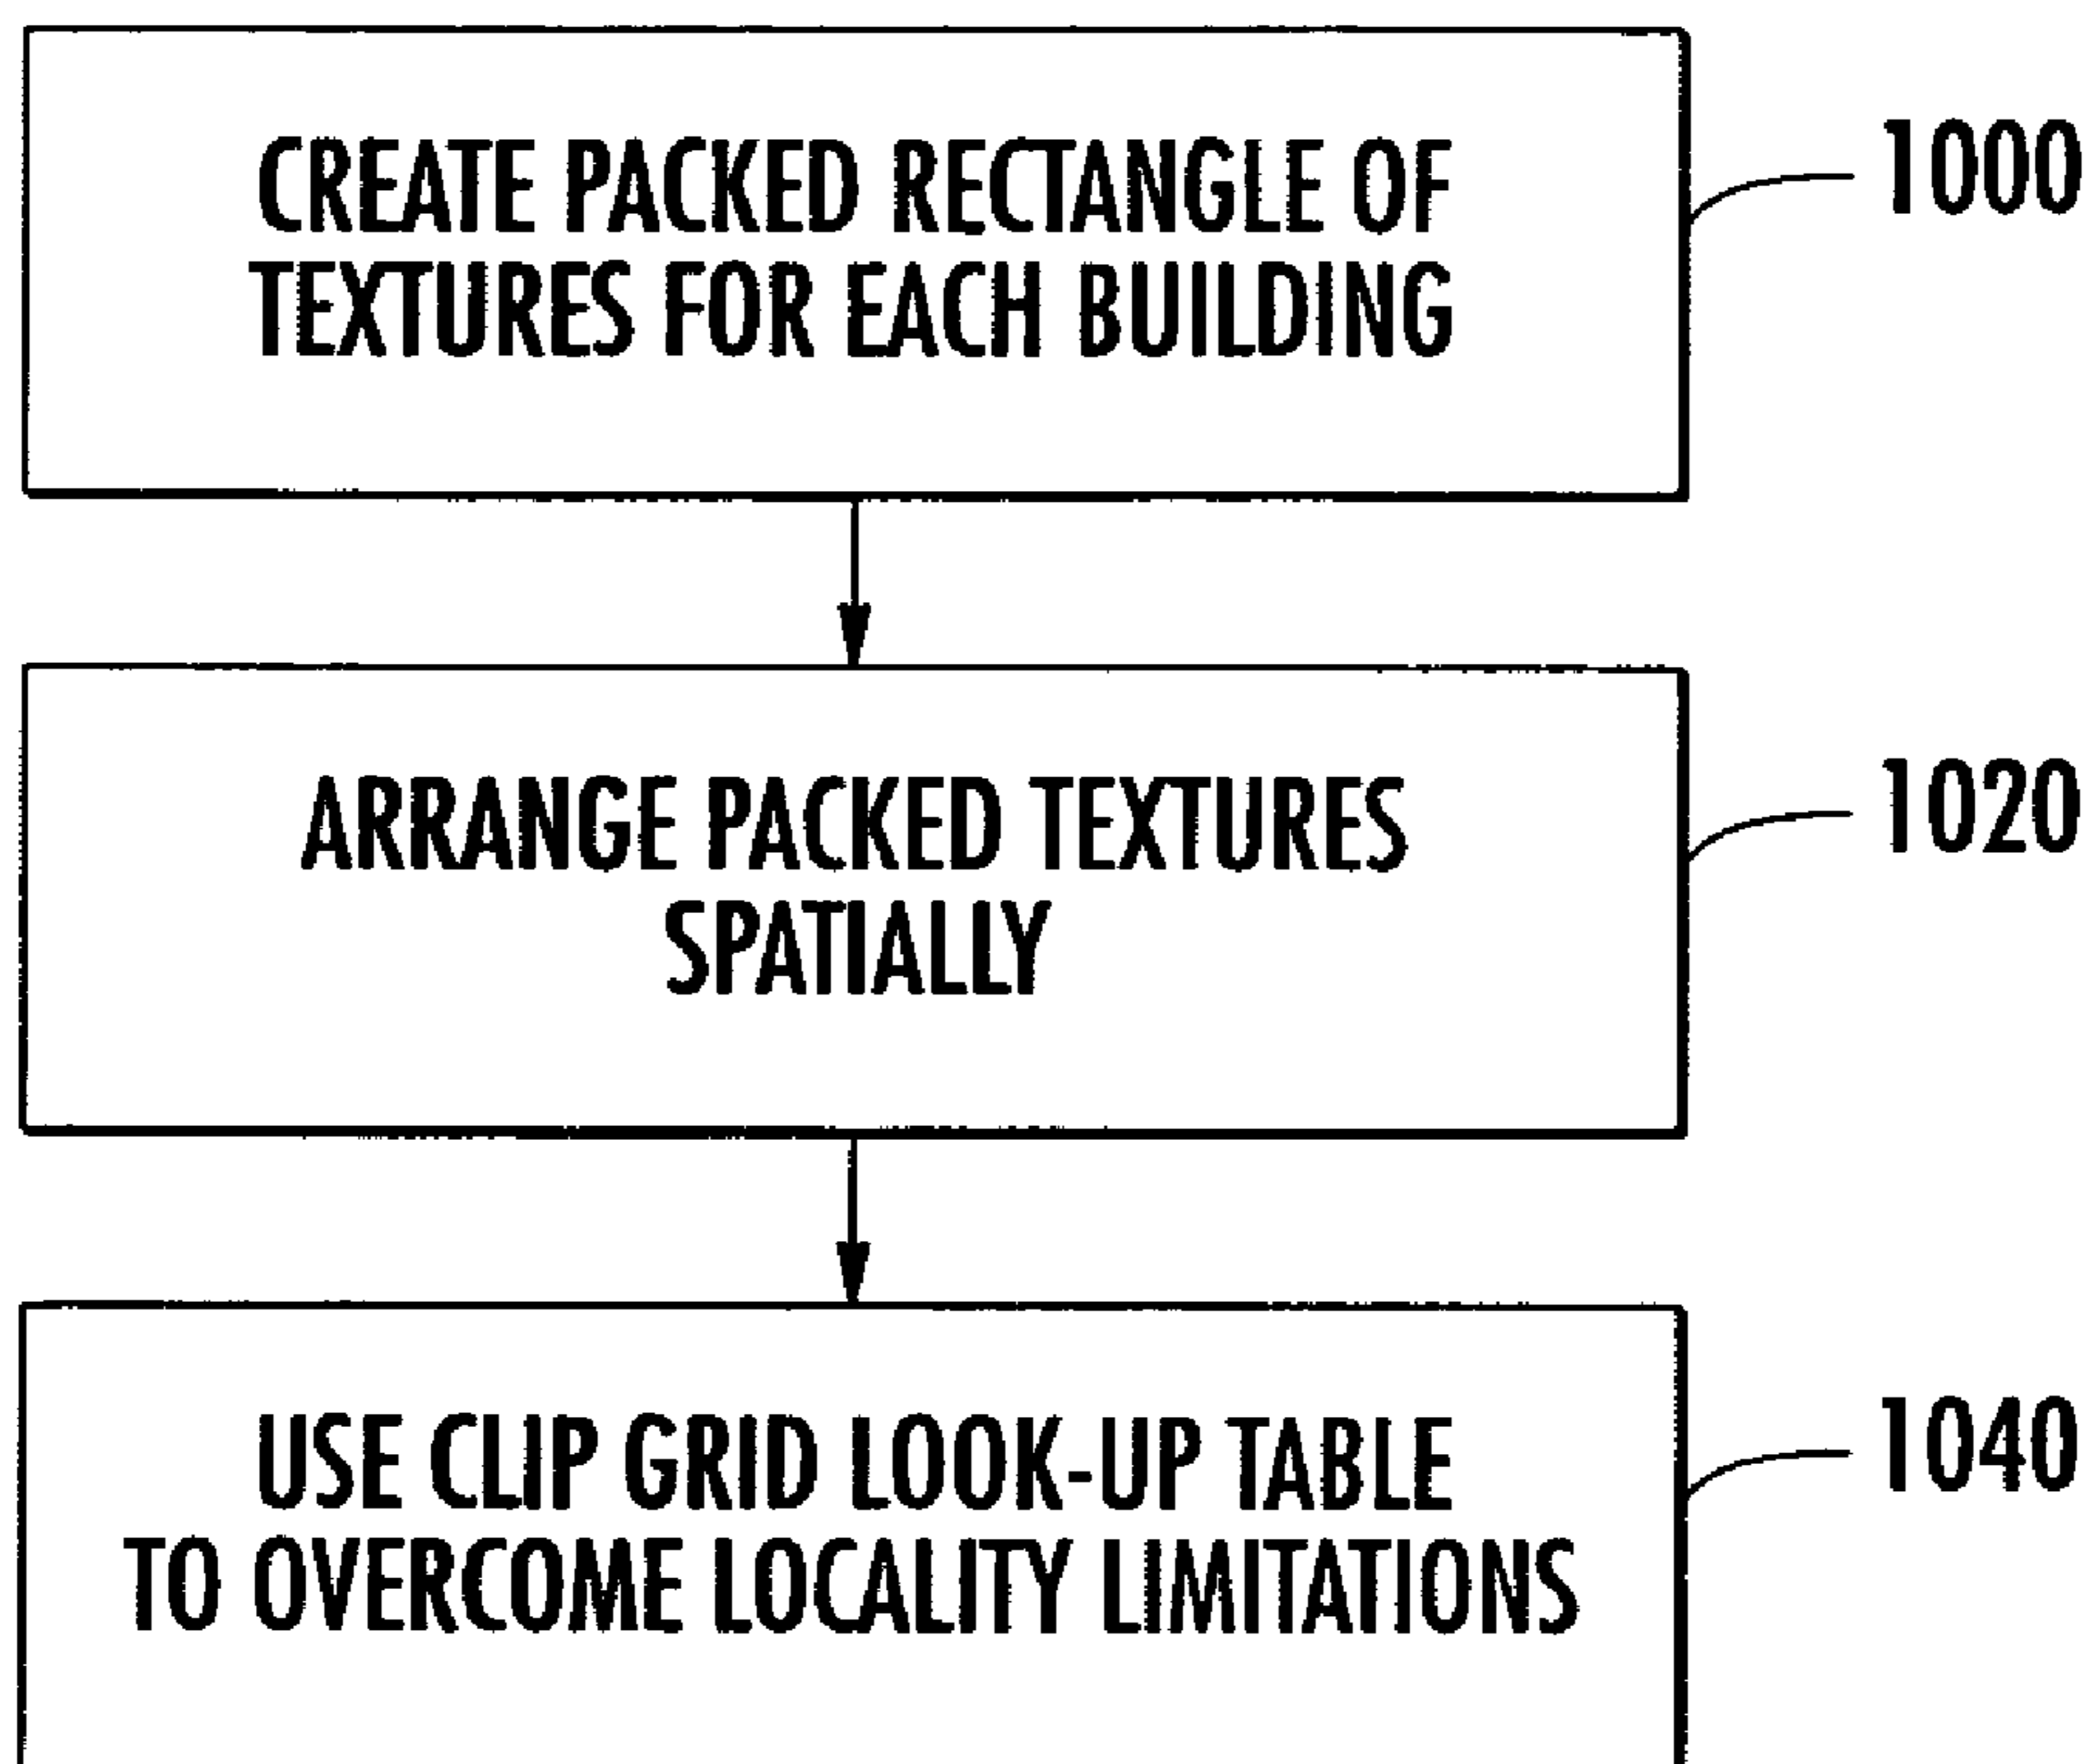 CREATE PACKED RECTANGLE OF
TEXTURES FOR EACH BUILDING
1000
ARRANGE PACKED TEXTURES
SPATIALLY
1020
USE CLIP GRID LOOK-UP TABLE
TO OVERCOME LOCALITY LIMITATIONS
1040